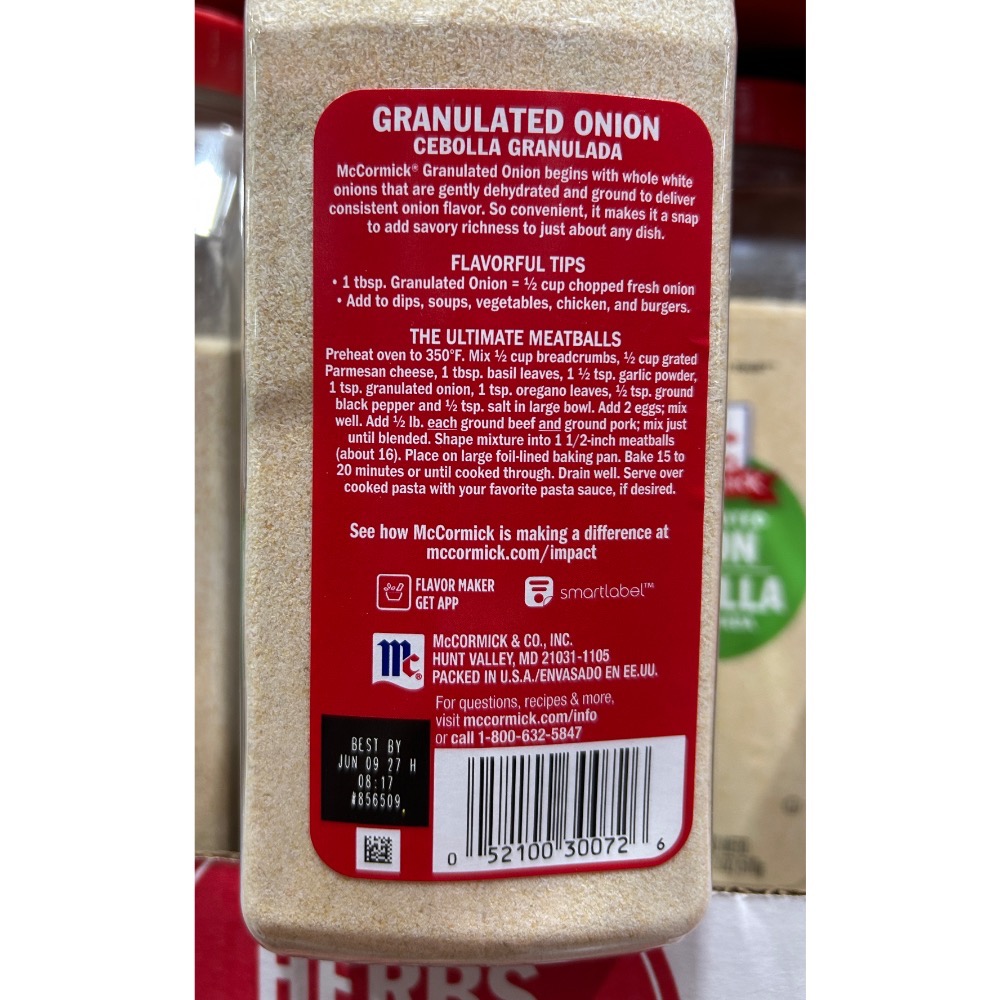 GRANULATED ONION
CEBOLLA GRANULADA
McCormick® Granulated Onion begins with whole white
onions that are gently dehydrated and ground to deliver
consistent onion flavor. So convenient, it makes it a snap
to add savory richness to just about any dish.
FLAVORFUL TIPS
• 1 tbsp. Granulated Onion = ½ cup chopped fresh onion
• Add to dips, soups, vegetables, chicken, and burgers.
THE ULTIMATE MEATBALLS
Preheat oven to 350°F. Mix ½ cup breadcrumbs, ½ cup grated
Parmesan cheese, 1 tbsp. basil leaves, 1 ½ tsp. garlic powder,
1 tsp. granulated onion, 1 tsp. oregano leaves, ½ tsp. ground
black pepper and ½ tsp. salt in large bowl. Add 2 eggs; mix
well. Add ½ lb. each ground beef and ground pork; mix just
until blended. Shape mixture into 1 1/2-inch meatballs
(about 16). Place on large foil-lined baking pan. Bake 15 to
20 minutes or until cooked through. Drain well. Serve over
cooked pasta with your favorite pasta sauce, if desired.
See how McCormick is making a difference at
mccormick.com/impact
FLAVOR MAKER
GET APP
smartlabel™
Mc®
McCORMICK & CO., INC.
HUNT VALLEY, MD 21031-1105
PACKED IN U.S.A./ENVASADO EN EE.UU.
For questions, recipes & more,
visit mccormick.com/info
or call 1-800-632-5847
BEST BY
JUN 09 27 H
08:17
#856509
0 52100 30072 6
HERBS